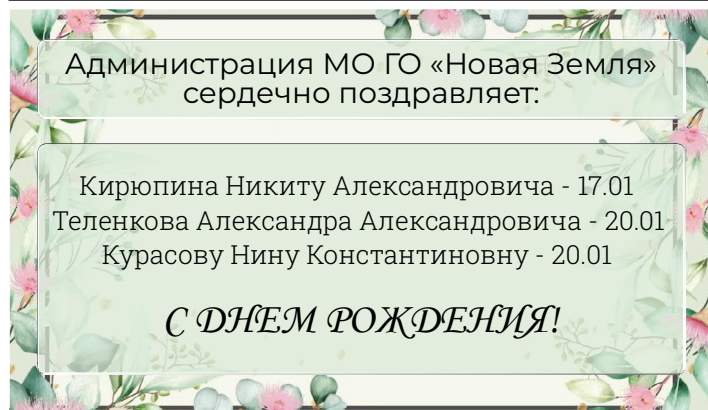 Администрация МО ГО «Новая Земля»
сердечно поздравляет:
Кирюпина Никиту Александровича - 17.01
Теленкова Александра Александровича - 20.01
Курасову Нину Константиновну - 20.01
С ДНЕМ РОЖДЕНИЯ!